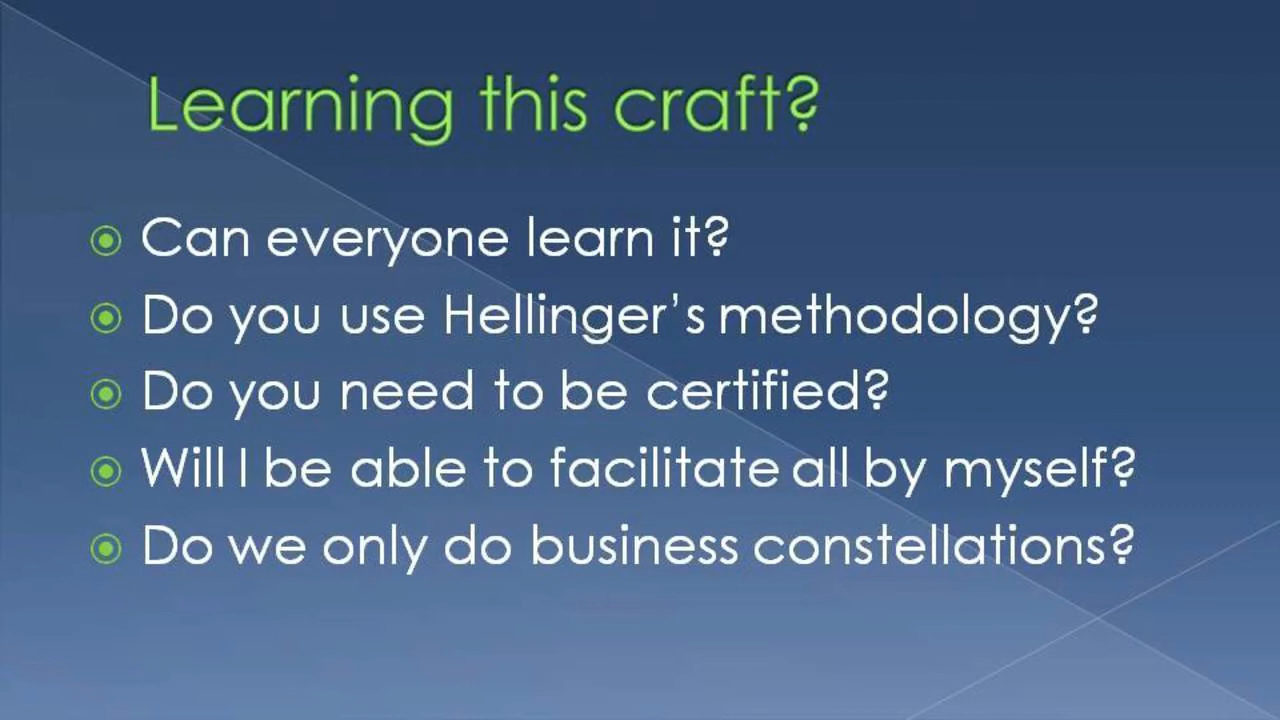 Learning this craft?
Can everyone learn it?
Do you use Hellinger's methodology?
Do you need to be certified?
Will I be able to facilitate all by myself?
Do we only do business constellations?